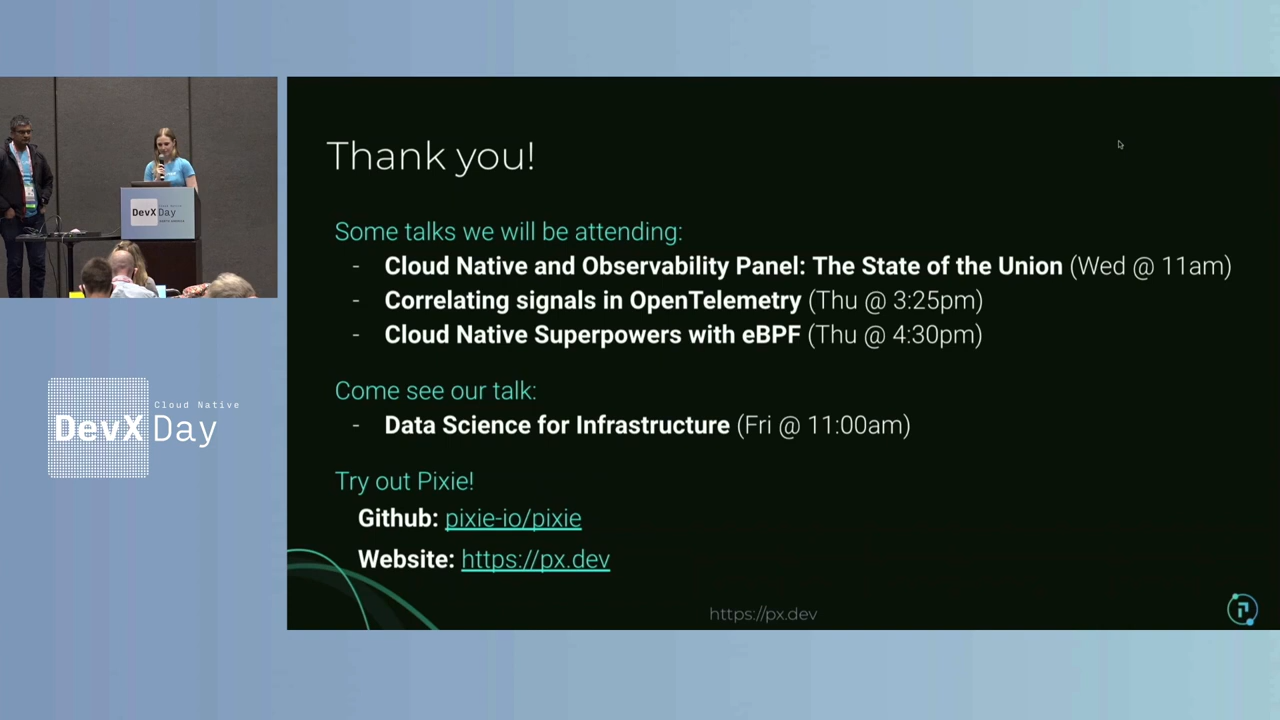 Thank you!
Some talks we will be attending:
- Cloud Native and Observability Panel: The State of the Union (Wed @ 11am)
- Correlating signals in OpenTelemetry (Thu @ 3:25pm)
- Cloud Native Superpowers with eBPF (Thu @ 4:30pm)
Come see our talk:
- Data Science for Infrastructure (Fri @ 11:00am)
Try out Pixie!
Github: pixie-io/pixie
Website: https://px.dev
https://px.dev
DevX Day
Cloud Native
DevX Day